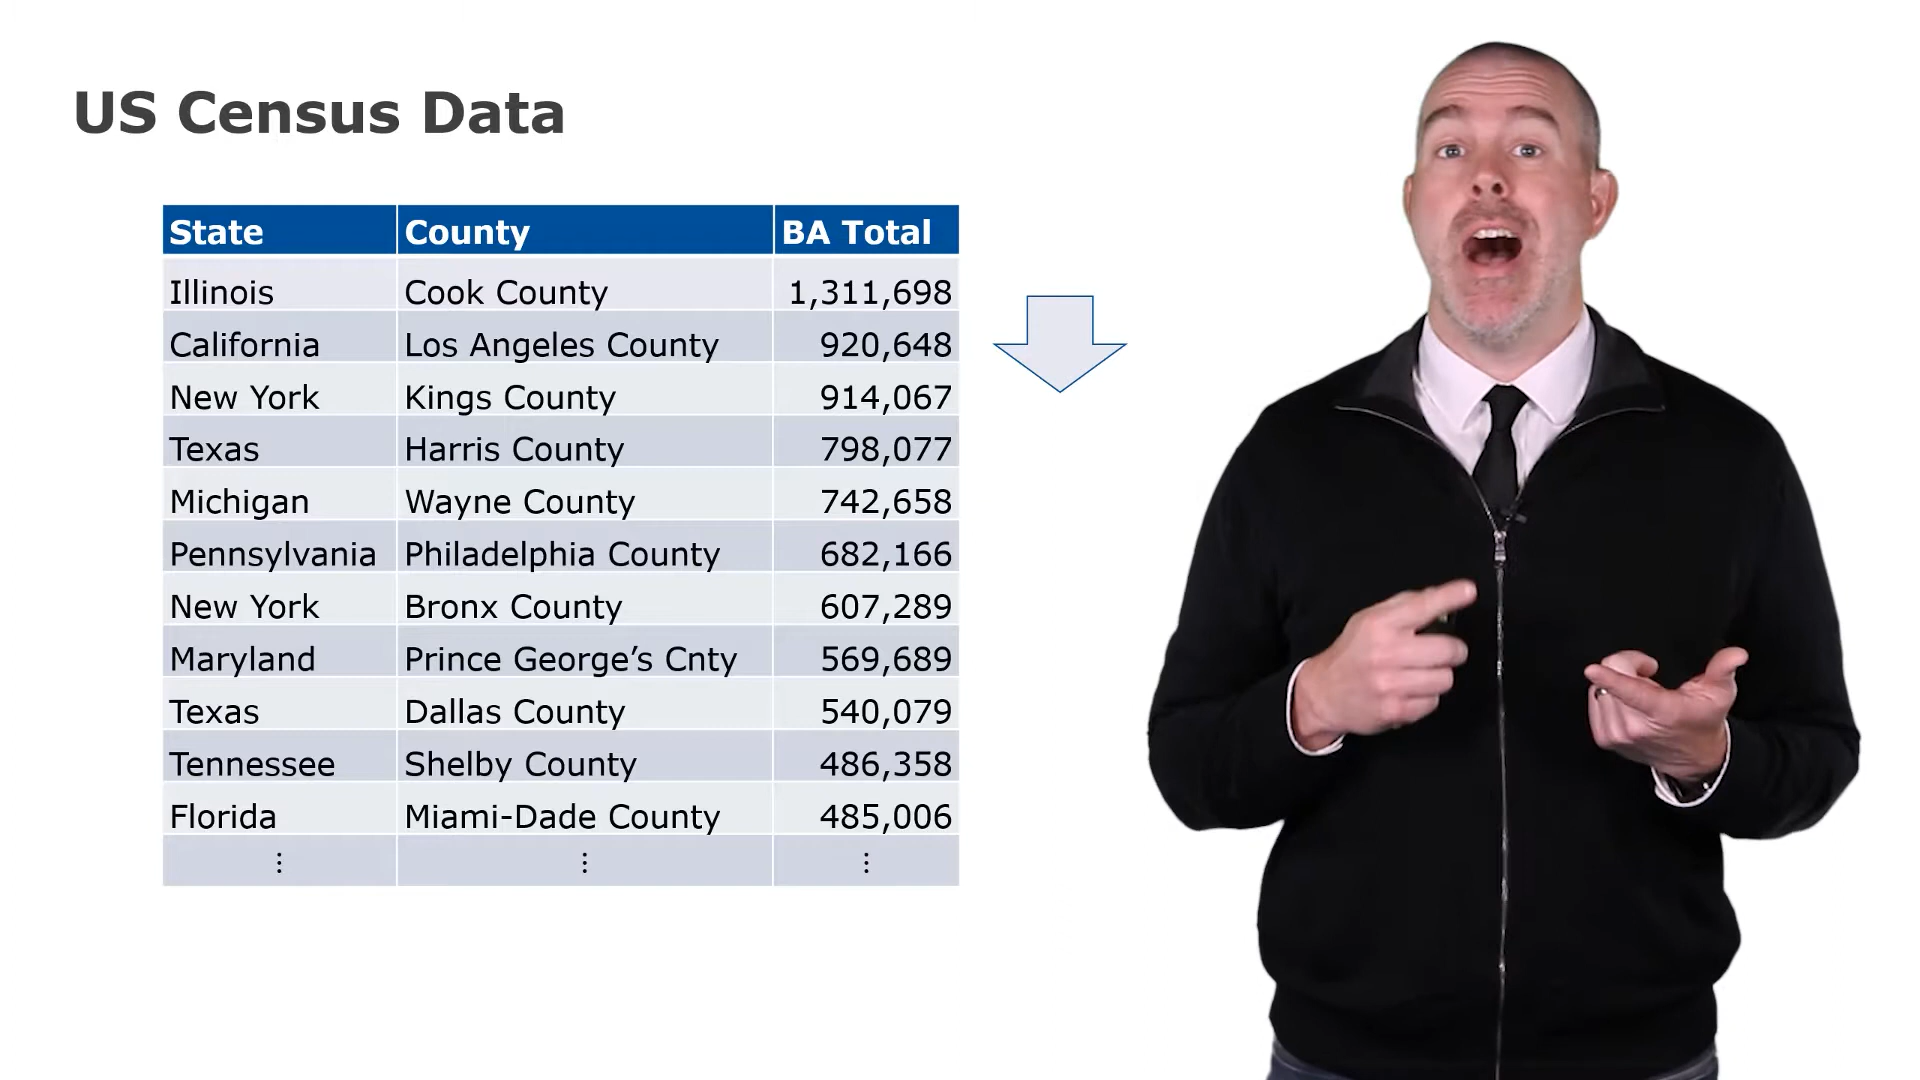 US Census Data
State County BA Total
Illinois Cook County 1,311,698
California Los Angeles County 920,648
New York Kings County 914,067
Texas Harris County 798,077
Michigan Wayne County 742,658
Pennsylvania Philadelphia County 682,166
New York Bronx County 607,289
Maryland Prince George’s Cnty 569,689
Texas Dallas County 540,079
Tennessee Shelby County 486,358
Florida Miami-Dade County 485,006
⋮ ⋮ ⋮